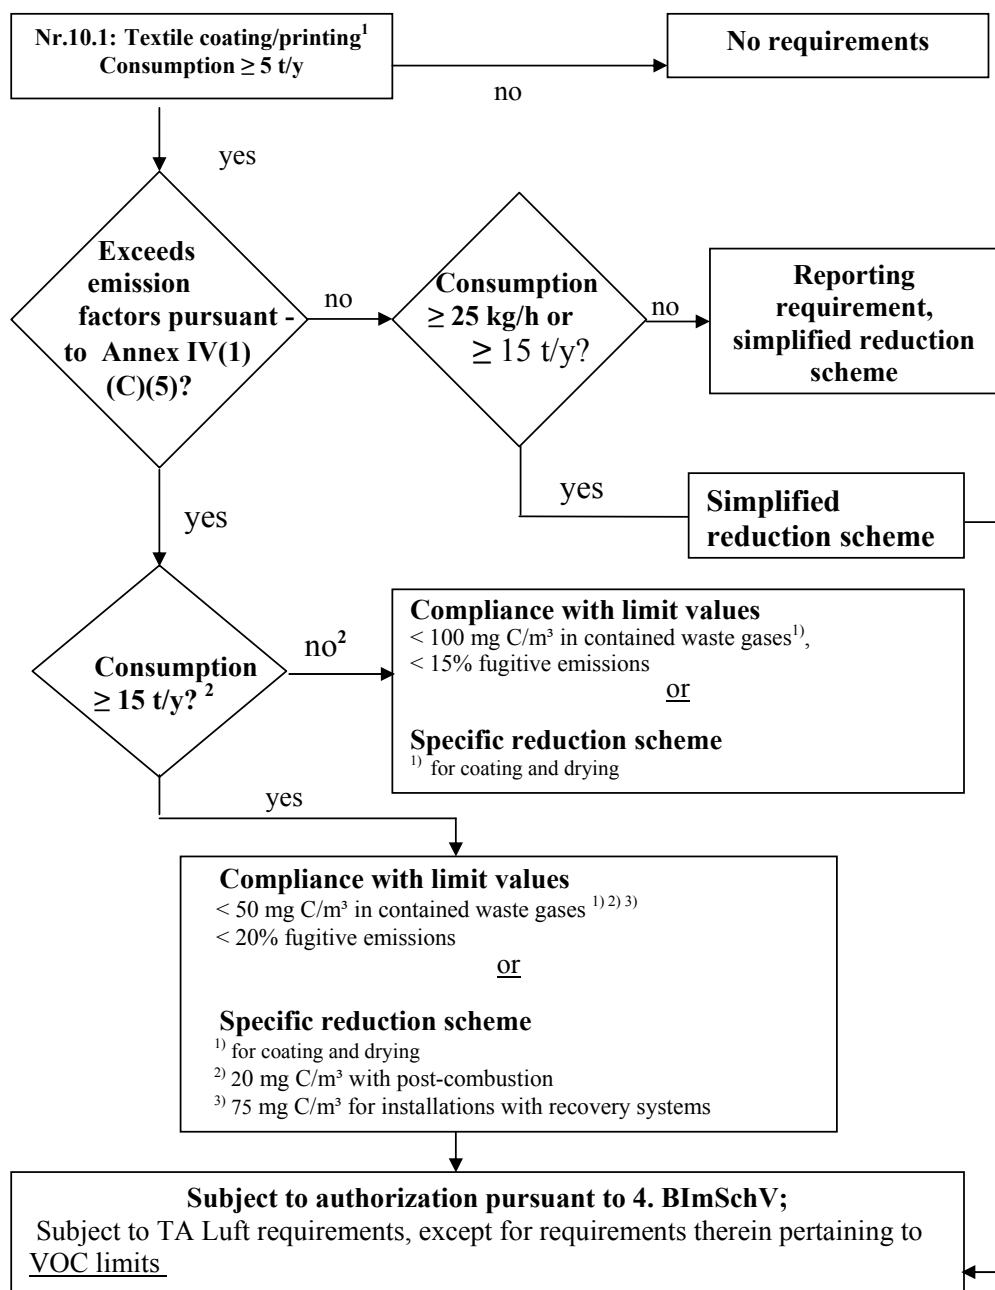 Nr.10.1: Textile coating/printing¹
Consumption ≥ 5 t/y
No requirements
no
yes
Exceeds
emission
factors pursuant -
to Annex IV(1)
(C)(5)?
no
Consumption
≥ 25 kg/h or
≥ 15 t/y?
no
Reporting
requirement,
simplified reduction
scheme
yes
Simplified
reduction scheme
yes
Consumption
≥ 15 t/y? ²
no²
Compliance with limit values
< 100 mg C/m³ in contained waste gases¹⁾,
< 15% fugitive emissions
or
Specific reduction scheme
¹⁾ for coating and drying
yes
Compliance with limit values
< 50 mg C/m³ in contained waste gases ¹⁾ ²⁾ ³⁾
< 20% fugitive emissions
or
Specific reduction scheme
¹⁾ for coating and drying
²⁾ 20 mg C/m³ with post-combustion
³⁾ 75 mg C/m³ for installations with recovery systems
Subject to authorization pursuant to 4. BImSchV;
Subject to TA Luft requirements, except for requirements therein pertaining to
VOC limits